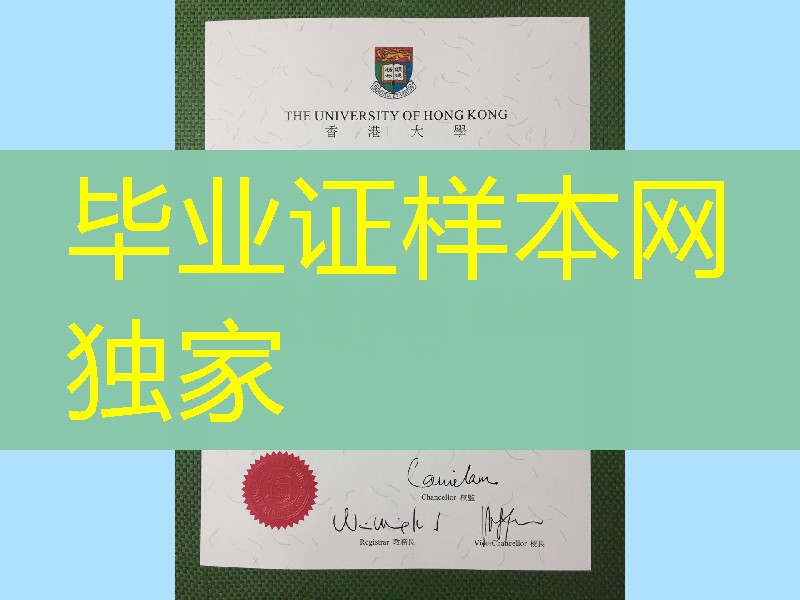 THE UNIVERSITY OF HONG KONG
香 港 大 學
毕业证样本网
独家
Chancellor 校監
Registrar 教務長
Vice-Chancellor 校長